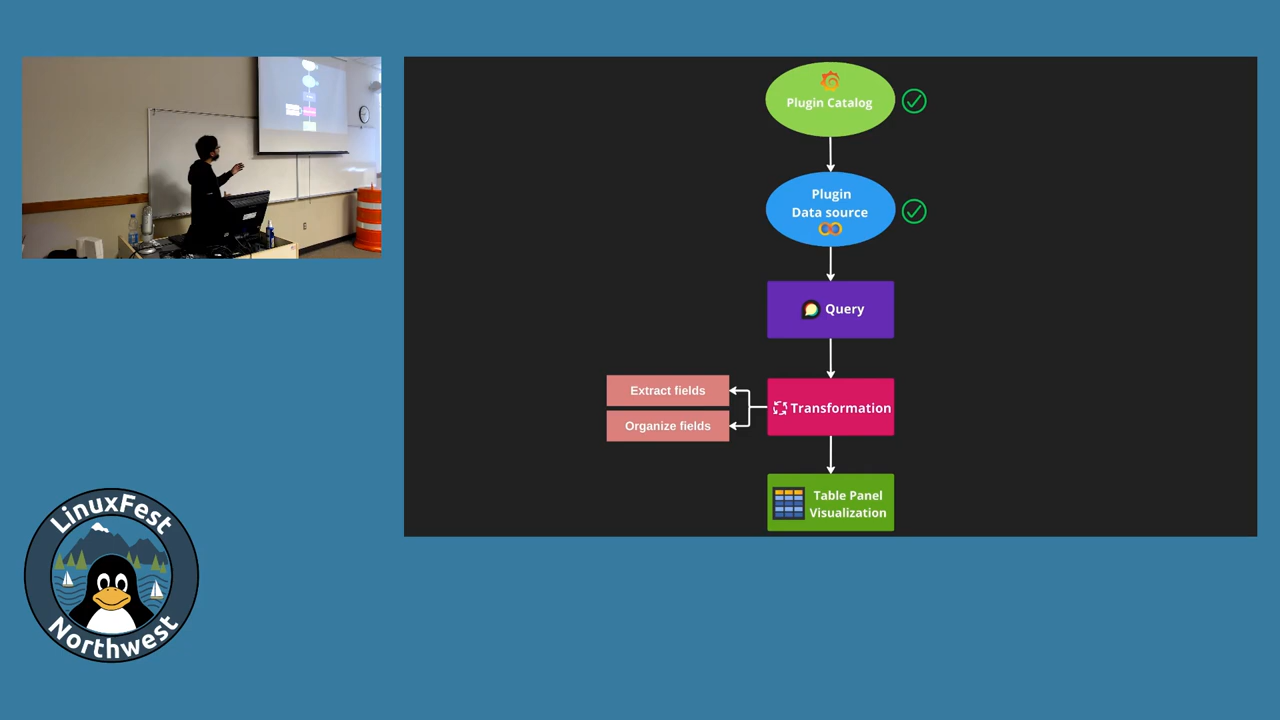 Plugin Catalog
Plugin
Data source
Query
Extract fields
Organize fields
Transformation
Table Panel
Visualization
LinuxFest
Northwest